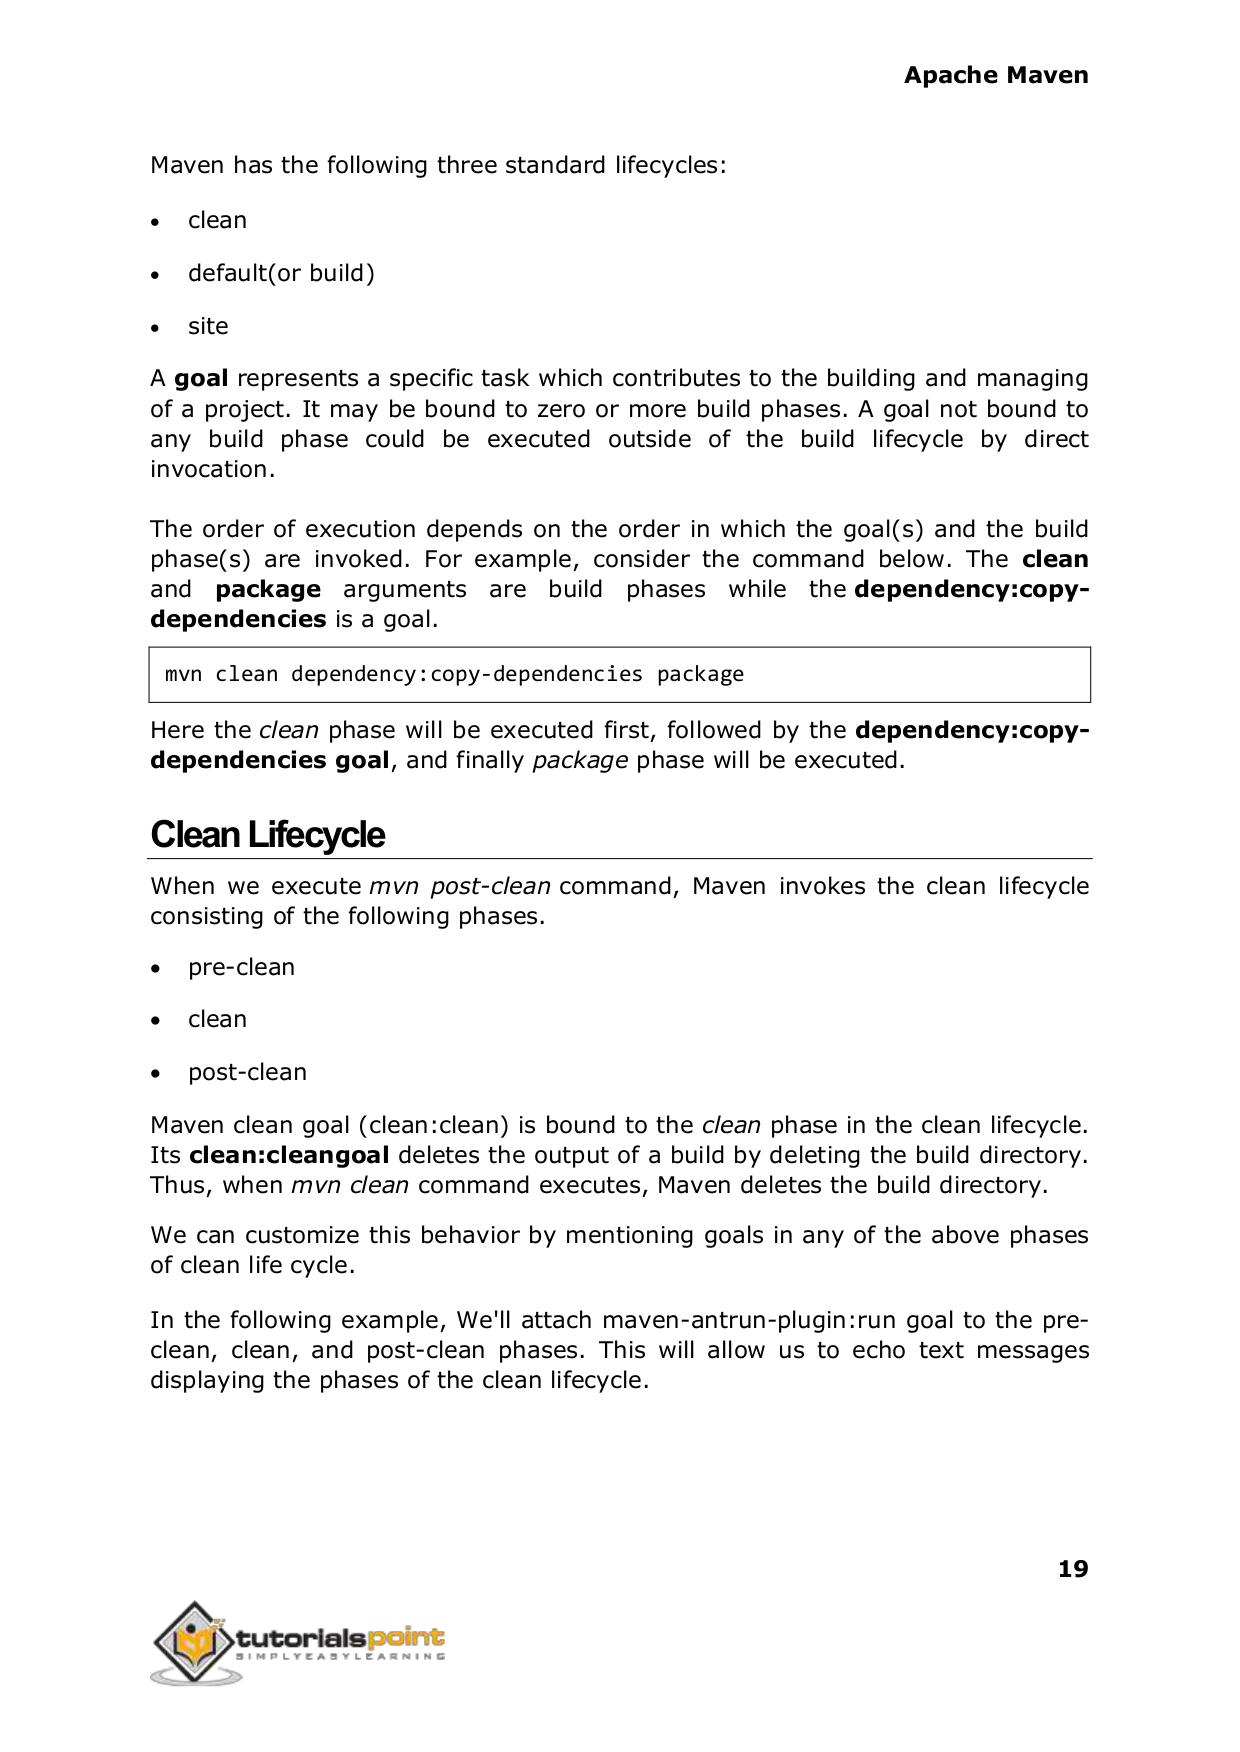 Apache Maven
Maven has the following three standard lifecycles:
• clean
• default(or build)
• site
A goal represents a specific task which contributes to the building and managing
of a project. It may be bound to zero or more build phases. A goal not bound to
any build phase could be executed outside of the build lifecycle by direct
invocation.
The order of execution depends on the order in which the goal(s) and the build
phase(s) are invoked. For example, consider the command below. The clean
and package arguments are build phases while the dependency:copy-
dependencies is a goal.
mvn clean dependency:copy-dependencies package
Here the clean phase will be executed first, followed by the dependency:copy-
dependencies goal, and finally package phase will be executed.
Clean Lifecycle
When we execute mvn post-clean command, Maven invokes the clean lifecycle
consisting of the following phases.
• pre-clean
• clean
• post-clean
Maven clean goal (clean:clean) is bound to the clean phase in the clean lifecycle.
Its clean:cleangoal deletes the output of a build by deleting the build directory.
Thus, when mvn clean command executes, Maven deletes the build directory.
We can customize this behavior by mentioning goals in any of the above phases
of clean life cycle.
In the following example, We'll attach maven-antrun-plugin:run goal to the pre-
clean, clean, and post-clean phases. This will allow us to echo text messages
displaying the phases of the clean lifecycle.
19
tutorialspoint
SIMPLYEASYLEARNING